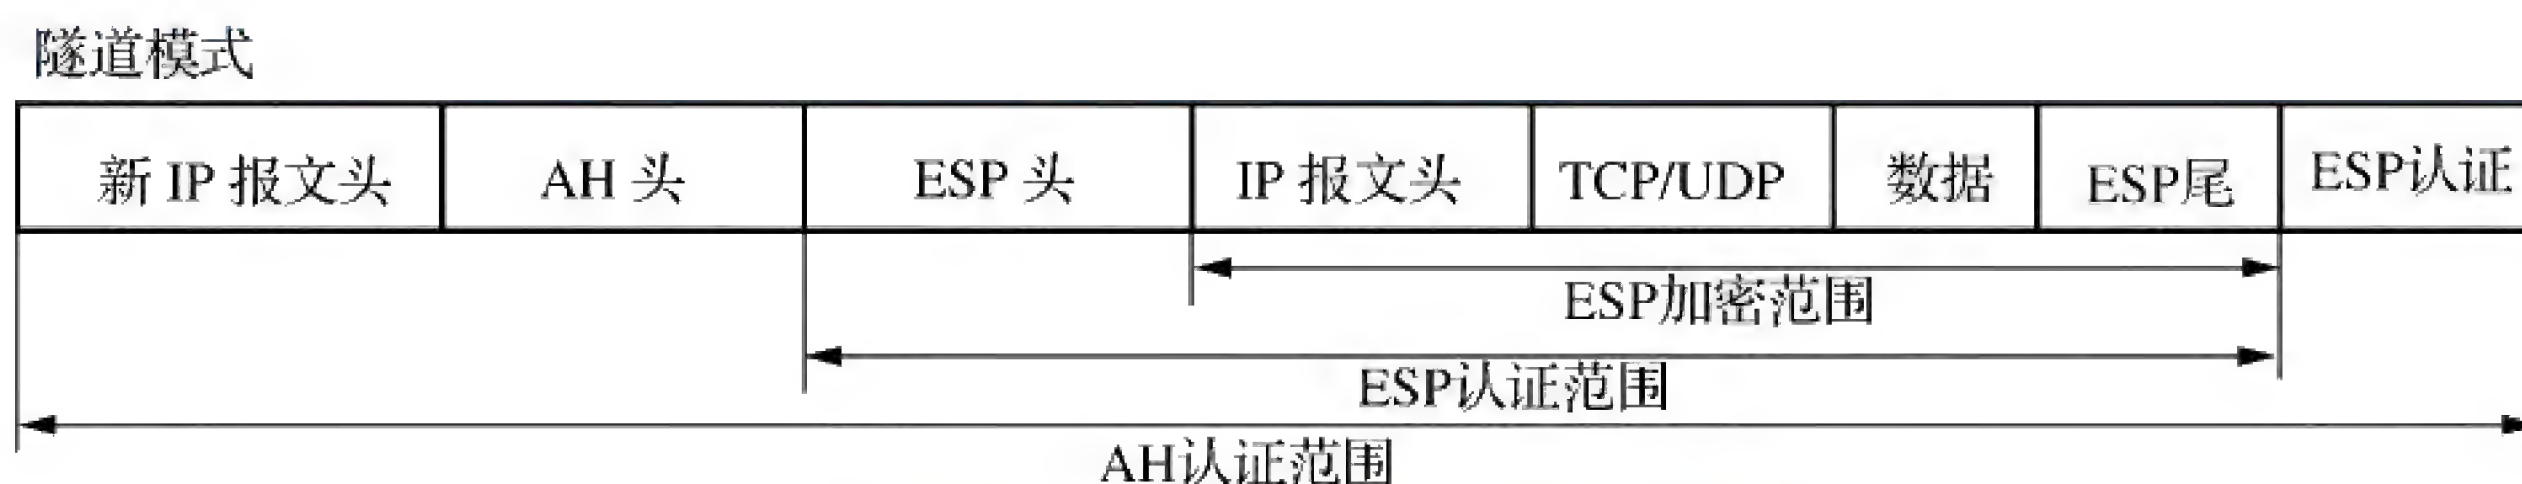 隧道模式
新 IP 报文头 AH 头 ESP 头 IP 报文头 TCP/UDP 数据 ESP尾 ESP认证
ESP加密范围
ESP认证范围
AH认证范围